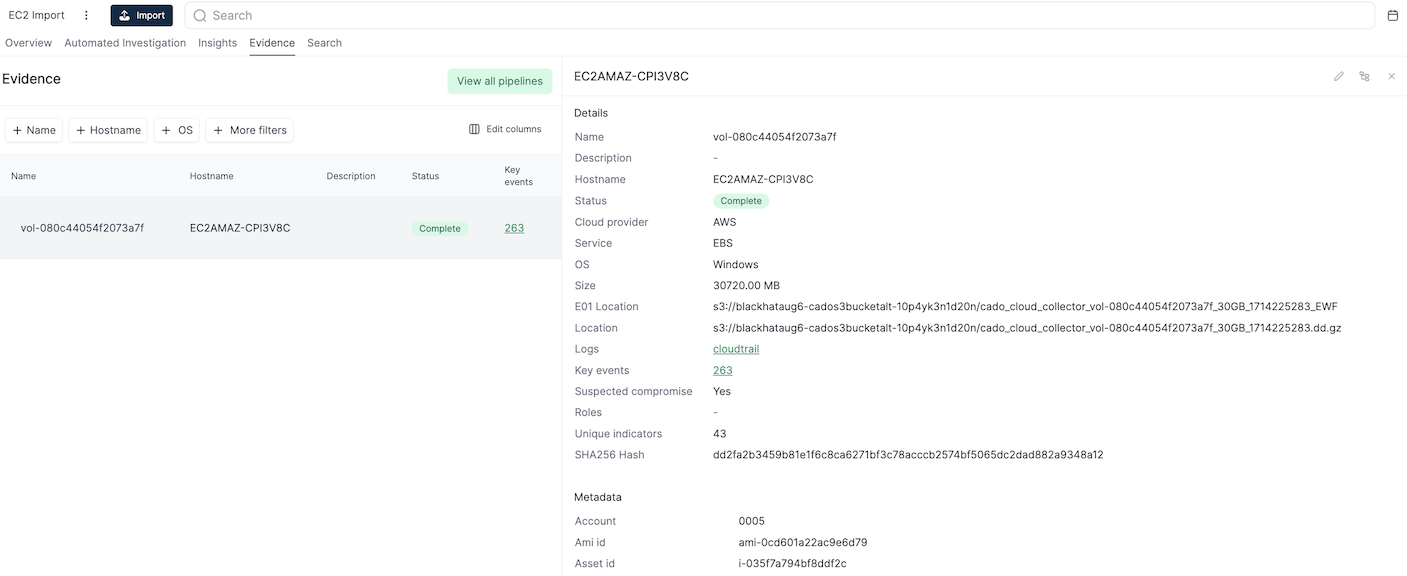 EC2 Import
Import
Search
Overview
Automated Investigation
Insights
Evidence
Search
Evidence
View all pipelines
Name
Hostname
OS
More filters
Edit columns
Name
Hostname
Description
Status
Key
events
vol-080c44054f2073a7f
EC2AMAZ-CPI3V8C
Complete
263
EC2AMAZ-CPI3V8C
Details
Name vol-080c44054f2073a7f
Description -
Hostname EC2AMAZ-CPI3V8C
Status Complete
Cloud provider AWS
Service EBS
OS Windows
Size 30720.00 MB
E01 Location s3://blackhataug6-cados3bucketalt-10p4yk3n1d20n/cado_cloud_collector_vol-080c44054f2073a7f_30GB_1714225283_EWF
Location s3://blackhataug6-cados3bucketalt-10p4yk3n1d20n/cado_cloud_collector_vol-080c44054f2073a7f_30GB_1714225283.dd.gz
Logs cloudtrail
Key events 263
Suspected compromise Yes
Roles -
Unique indicators 43
SHA256 Hash dd2fa2b3459b81e1f6c8ca6271bf3c78acccb2574bf5065dc2dad882a9348a12
Metadata
Account 0005
Ami id ami-0cd601a22ac9e6d79
Asset id i-035f7a794bf8ddf2c